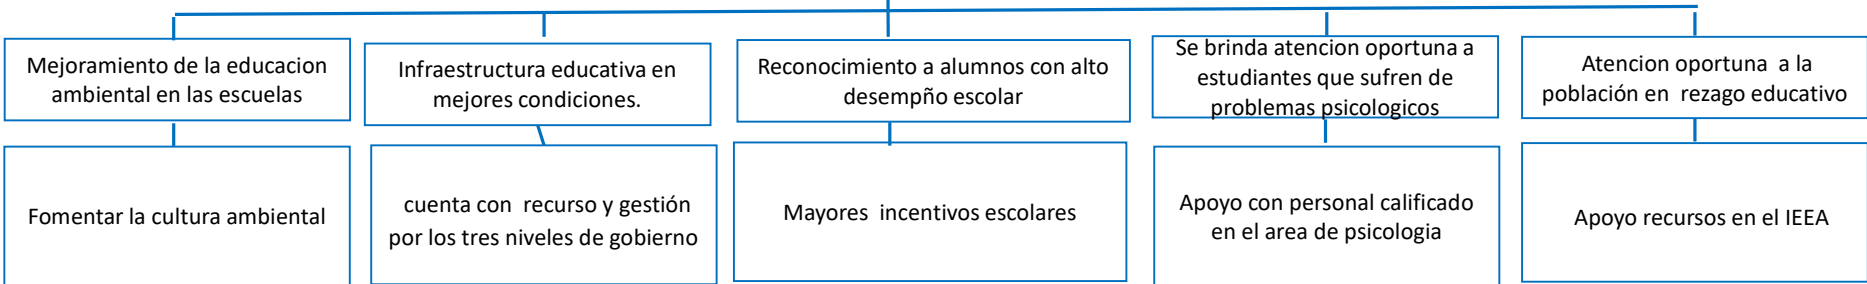 Mejoramiento de la educacion
ambiental en las escuelas
Infraestructura educativa en
mejores condiciones.
Reconocimiento a alumnos con alto
desempño escolar
Se brinda atencion oportuna a
estudiantes que sufren de
problemas psicologicos
Atencion oportuna a la
población en rezago educativo
Fomentar la cultura ambiental
cuenta con recurso y gestión
por los tres niveles de gobierno
Mayores incentivos escolares
Apoyo con personal calificado
en el area de psicologia
Apoyo recursos en el IEEA